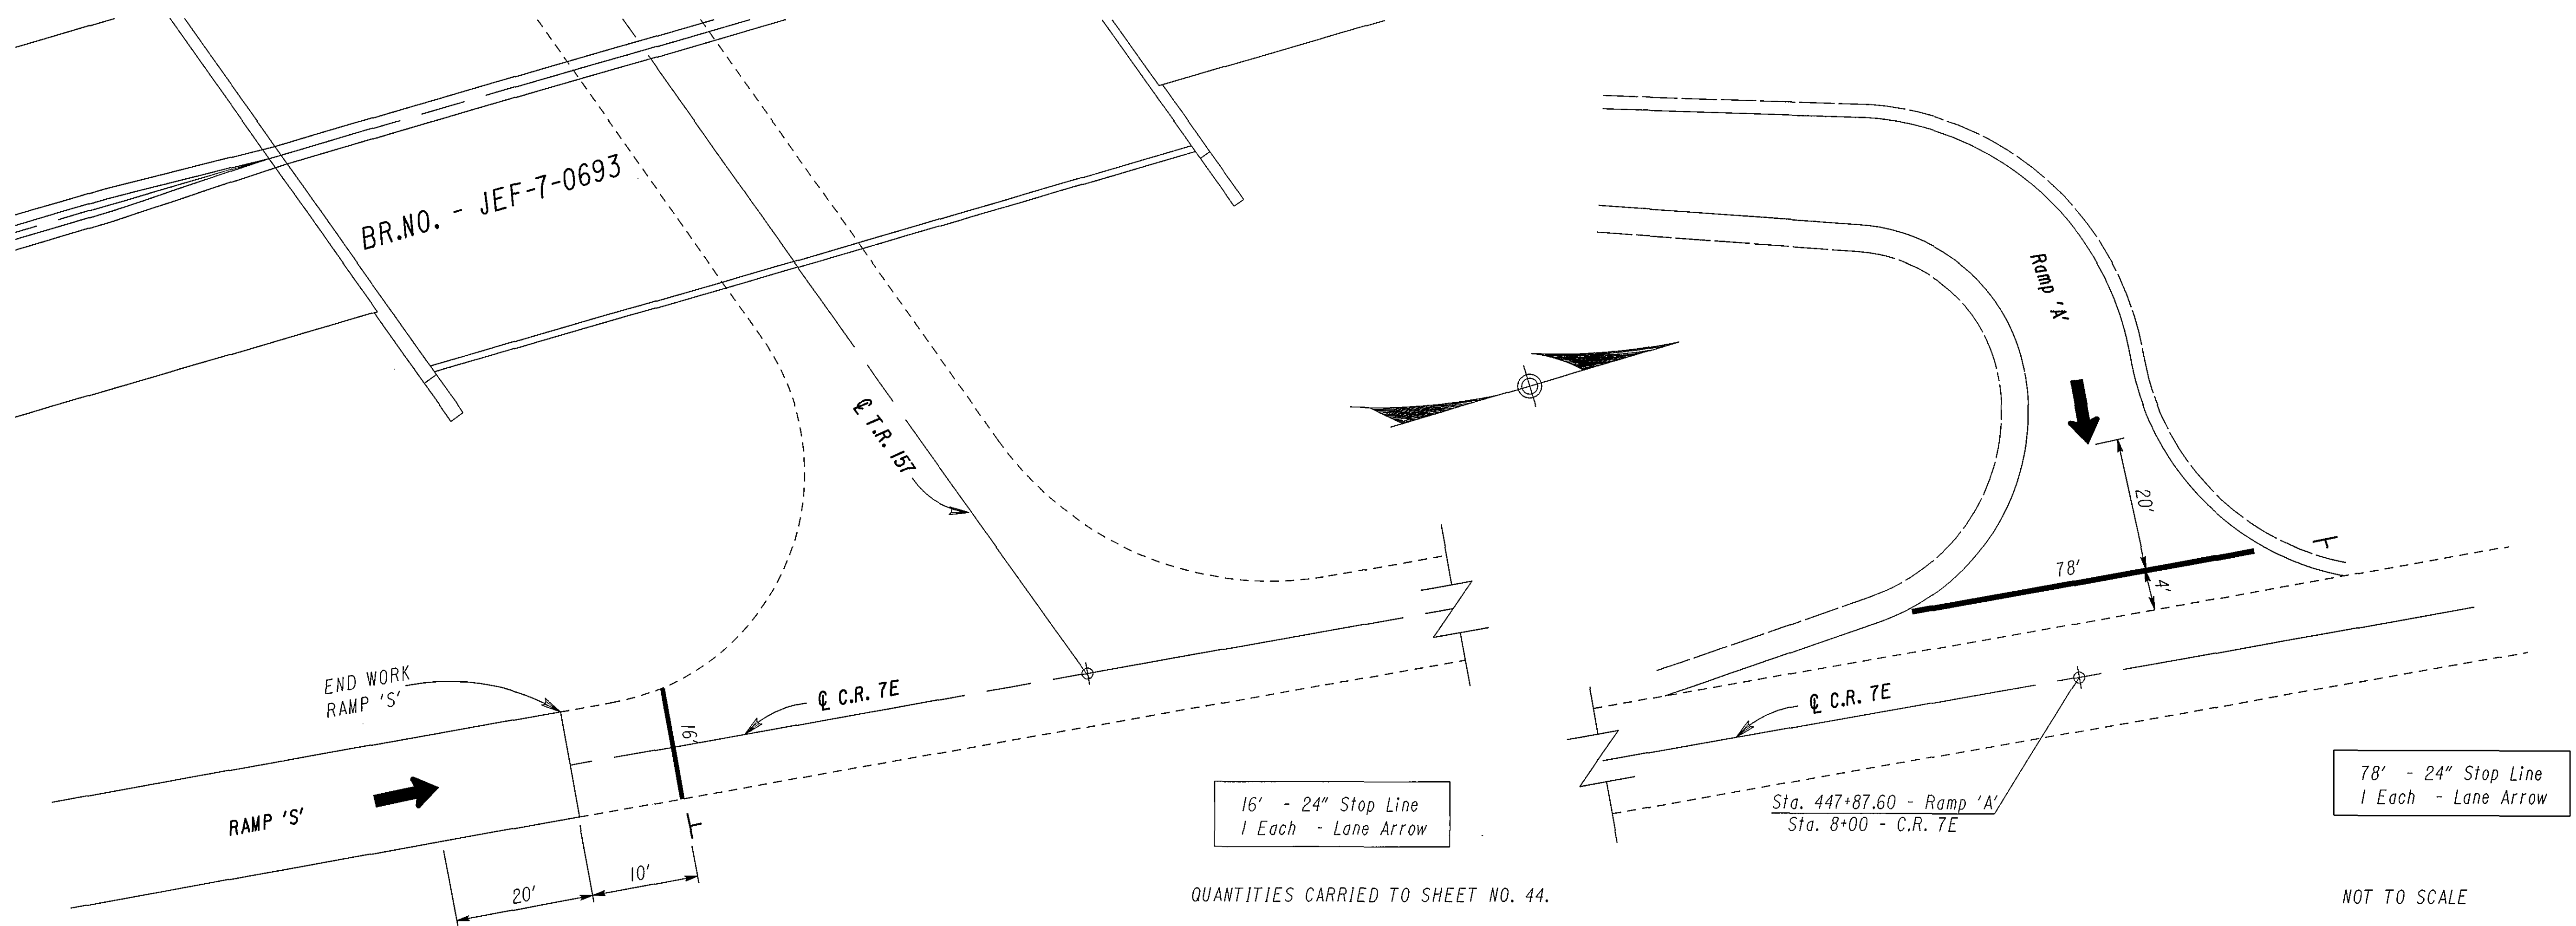 BR.NO. - JEF-7-0693
℄ T.R. 157
END WORK
RAMP 'S'
RAMP 'S'
16'
℄ C.R. 7E
20'
10'
16' - 24" Stop Line
1 Each - Lane Arrow
QUANTITIES CARRIED TO SHEET NO. 44.
Ramp 'A'
20'
78'
4'
℄ C.R. 7E
Sta. 447+87.60 - Ramp 'A'
Sta. 8+00 - C.R. 7E
78' - 24" Stop Line
1 Each - Lane Arrow
NOT TO SCALE